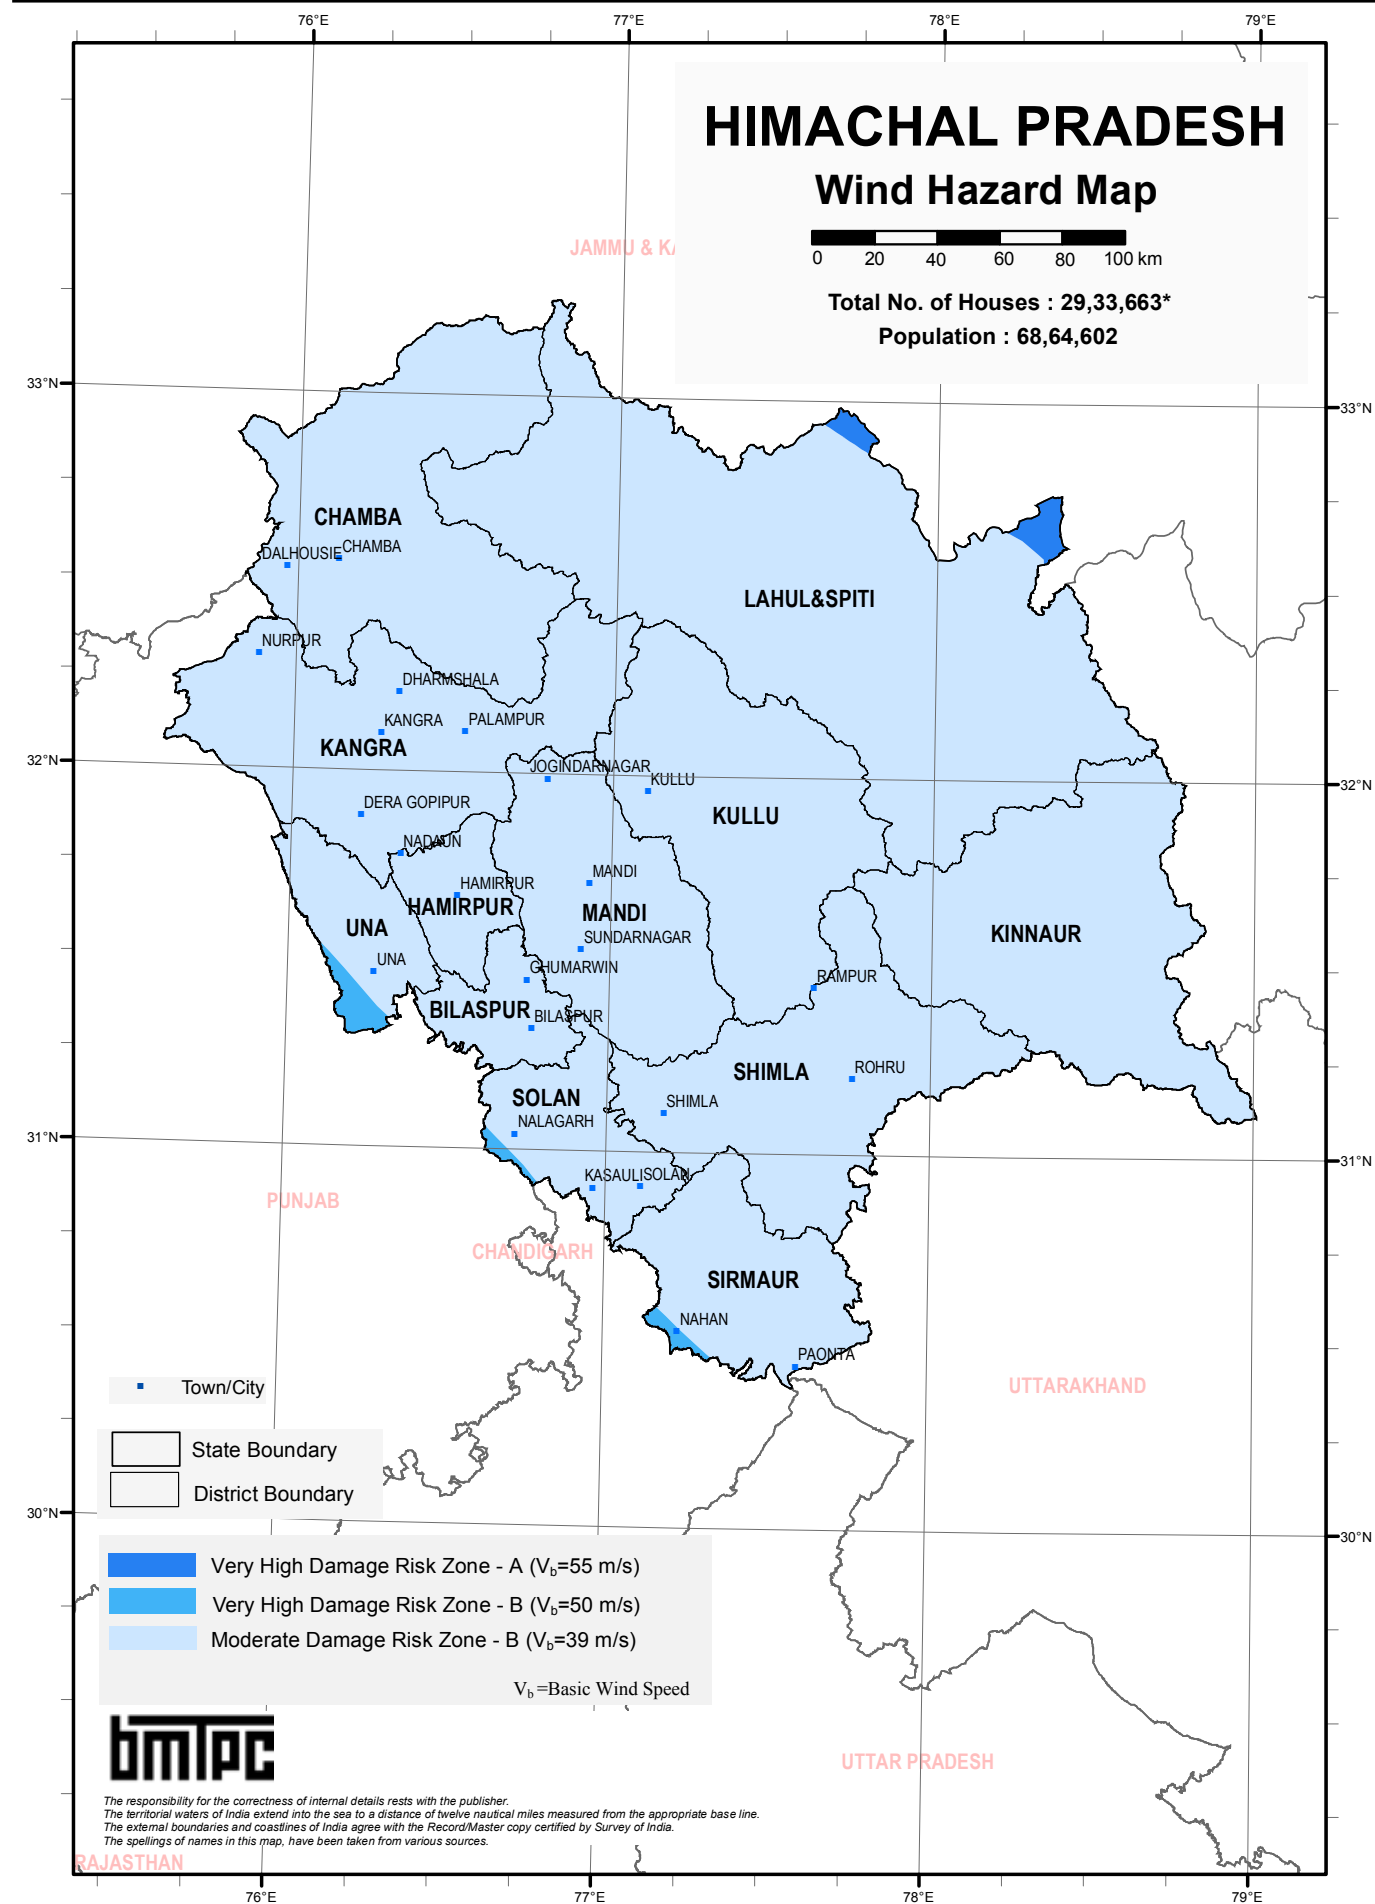 76°E 77°E 78°E 79°E
HIMACHAL PRADESH
Wind Hazard Map
0 20 40 60 80 100 km
JAMMU & KA
Total No. of Houses : 29,33,663*
Population : 68,64,602
33°N
33°N
CHAMBA
CHAMBA
DALHOUSIE
LAHUL&SPITI
NURPUR
DHARMSHALA
KANGRA
PALAMPUR
KANGRA
32°N
32°N
JOGINDARNAGAR
KULLU
DERA GOPIPUR
KULLU
NADAUN
HAMIRPUR
MANDI
HAMIRPUR
MANDI
UNA
KINNAUR
SUNDARNAGAR
UNA
GHUMARWIN
RAMPUR
BILASPUR
BILASPUR
SHIMLA
ROHRU
SOLAN
SHIMLA
NALAGARH
31°N
31°N
KASAULI
SOLAN
PUNJAB
CHANDIGARH
SIRMAUR
NAHAN
PAONTA
UTTARAKHAND
Town/City
State Boundary
District Boundary
30°N
30°N
Very High Damage Risk Zone - A (Vb=55 m/s)
Very High Damage Risk Zone - B (Vb=50 m/s)
Moderate Damage Risk Zone - B (Vb=39 m/s)
Vb =Basic Wind Speed
bmTPC
UTTAR PRADESH
The responsibility for the correctness of internal details rests with the publisher.
The territorial waters of India extend into the sea to a distance of twelve nautical miles measured from the appropriate base line.
The external boundaries and coastlines of India agree with the Record/Master copy certified by Survey of India.
The spellings of names in this map, have been taken from various sources.
RAJASTHAN
76°E 77°E 78°E 79°E